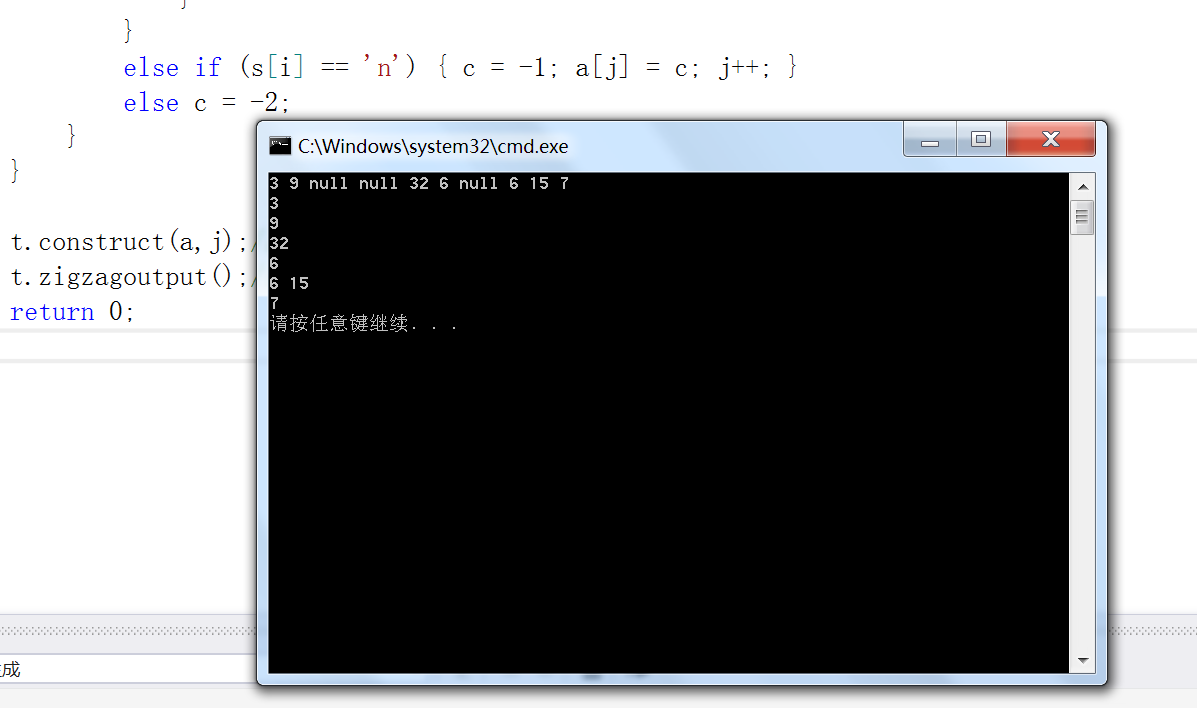 }
else if (s[i] == 'n') { c = -1; a[j] = c; j++; }
else c = -2;
}
}
t.construct(a,j);/
t.zigzagoutput();/
return 0;
C:\Windows\system32\cmd.exe
3 9 null null 32 6 null 6 15 7
3
9
32
6
6 15
7
请按任意键继续. . .
成